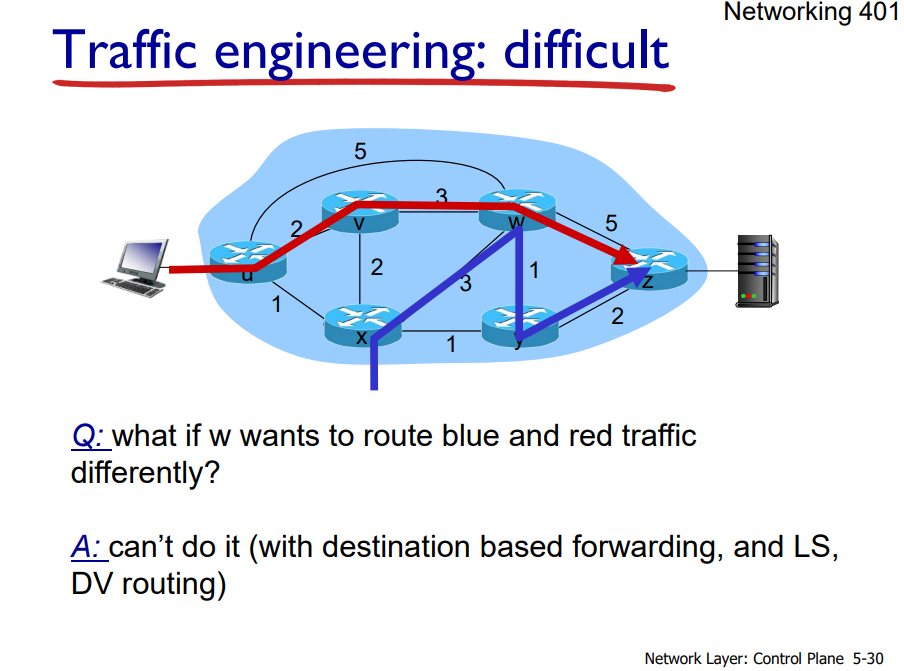 Networking 401
Traffic engineering: difficult
5
3
2
v
w
5
u
2
3
1
z
1
x
1
y
2
Q: what if w wants to route blue and red traffic
differently?
A: can’t do it (with destination based forwarding, and LS,
DV routing)
Network Layer: Control Plane 5-30